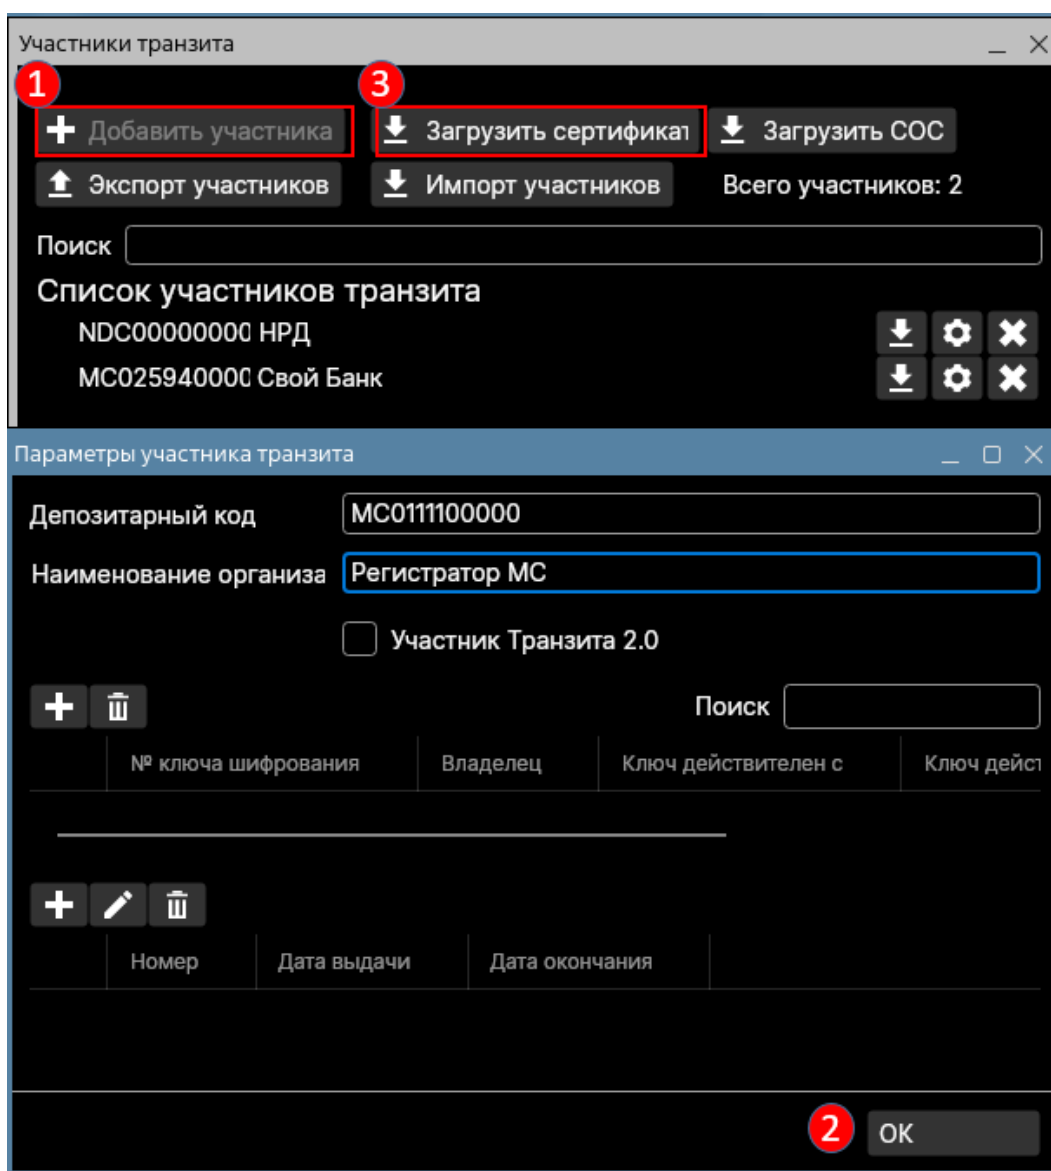 Участники транзита
1
3
Добавить участника
Загрузить сертификат
Загрузить СОС
Экспорт участников
Импорт участников
Всего участников: 2
Поиск
Список участников транзита
NDC00000000 НРД
MC025940000 Свой Банк
Параметры участника транзита
Депозитарный код
MC0111100000
Наименование организа
Регистратор МС
Участник Транзита 2.0
Поиск
№ ключа шифрования
Владелец
Ключ действителен с
Ключ дейст
Номер
Дата выдачи
Дата окончания
2
OK